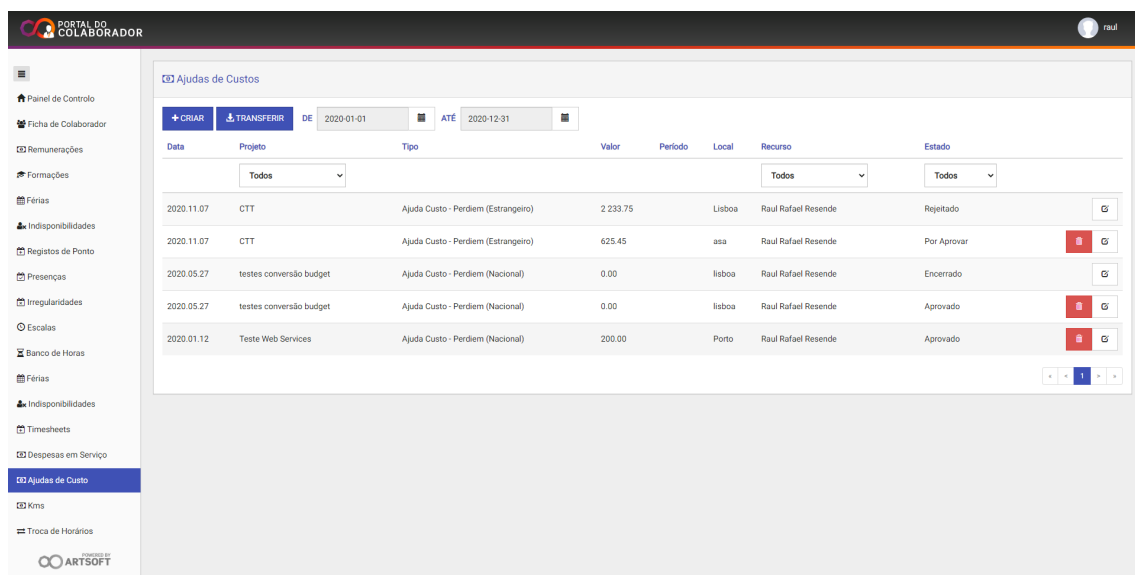 PORTAL DO
COLABORADOR
raul
Painel de Controlo
Ficha de Colaborador
Remunerações
Formações
Férias
Indisponibilidades
Registos de Ponto
Presenças
Irregularidades
Escalas
Banco de Horas
Férias
Indisponibilidades
Timesheets
Despesas em Serviço
Ajudas de Custo
Kms
Troca de Horários
POWERED BY
ARTSOFT
Ajudas de Custos
+ CRIAR TRANSFERIR DE 2020-01-01 ATÉ 2020-12-31
Data Projeto Tipo Valor Período Local Recurso Estado
Todos Todos Todos
2020.11.07 CTT Ajuda Custo - Perdiem (Estrangeiro) 2 233.75 Lisboa Raul Rafael Resende Rejeitado
2020.11.07 CTT Ajuda Custo - Perdiem (Estrangeiro) 625.45 asa Raul Rafael Resende Por Aprovar
2020.05.27 testes conversão budget Ajuda Custo - Perdiem (Nacional) 0.00 lisboa Raul Rafael Resende Encerrado
2020.05.27 testes conversão budget Ajuda Custo - Perdiem (Nacional) 0.00 lisboa Raul Rafael Resende Aprovado
2020.01.12 Teste Web Services Ajuda Custo - Perdiem (Nacional) 200.00 Porto Raul Rafael Resende Aprovado
1